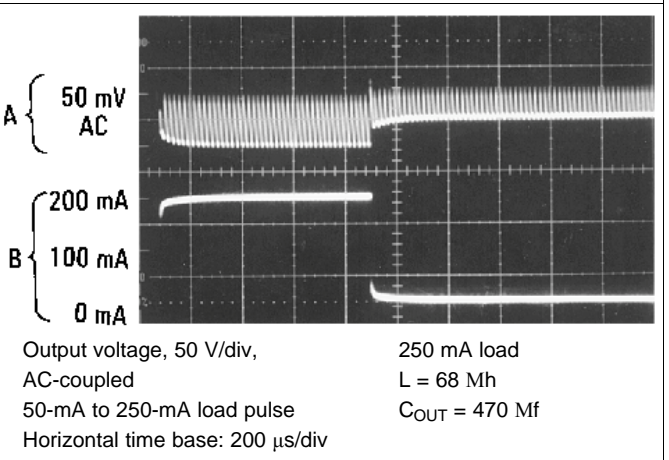 A { 50 mV
AC
200 mA
B { 100 mA
0 mA
Output voltage, 50 V/div,
AC-coupled
50-mA to 250-mA load pulse
Horizontal time base: 200 μs/div
250 mA load
L = 68 Mh
COUT = 470 Mf